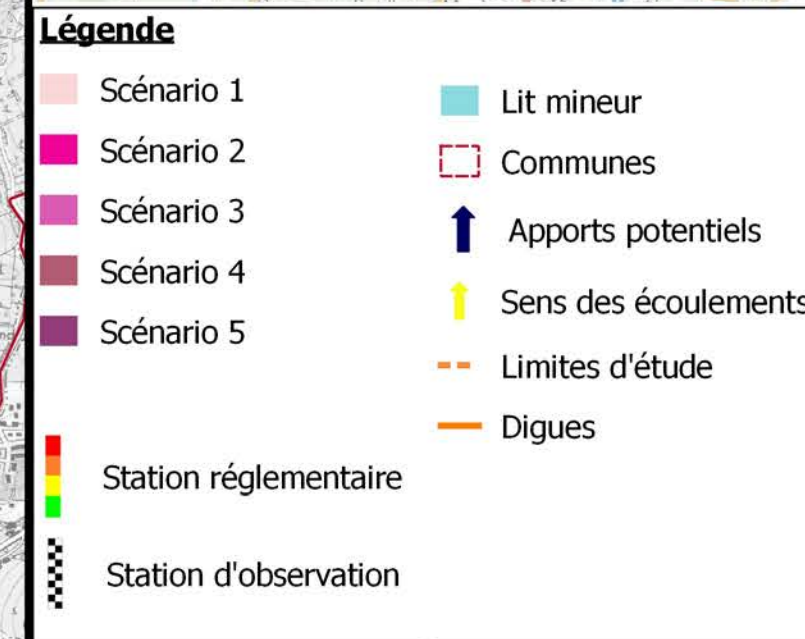 Légende
Scénario 1
Scénario 2
Scénario 3
Scénario 4
Scénario 5
Station réglementaire
Station d'observation
Lit mineur
Communes
Apports potentiels
Sens des écoulements
Limites d'étude
Digues